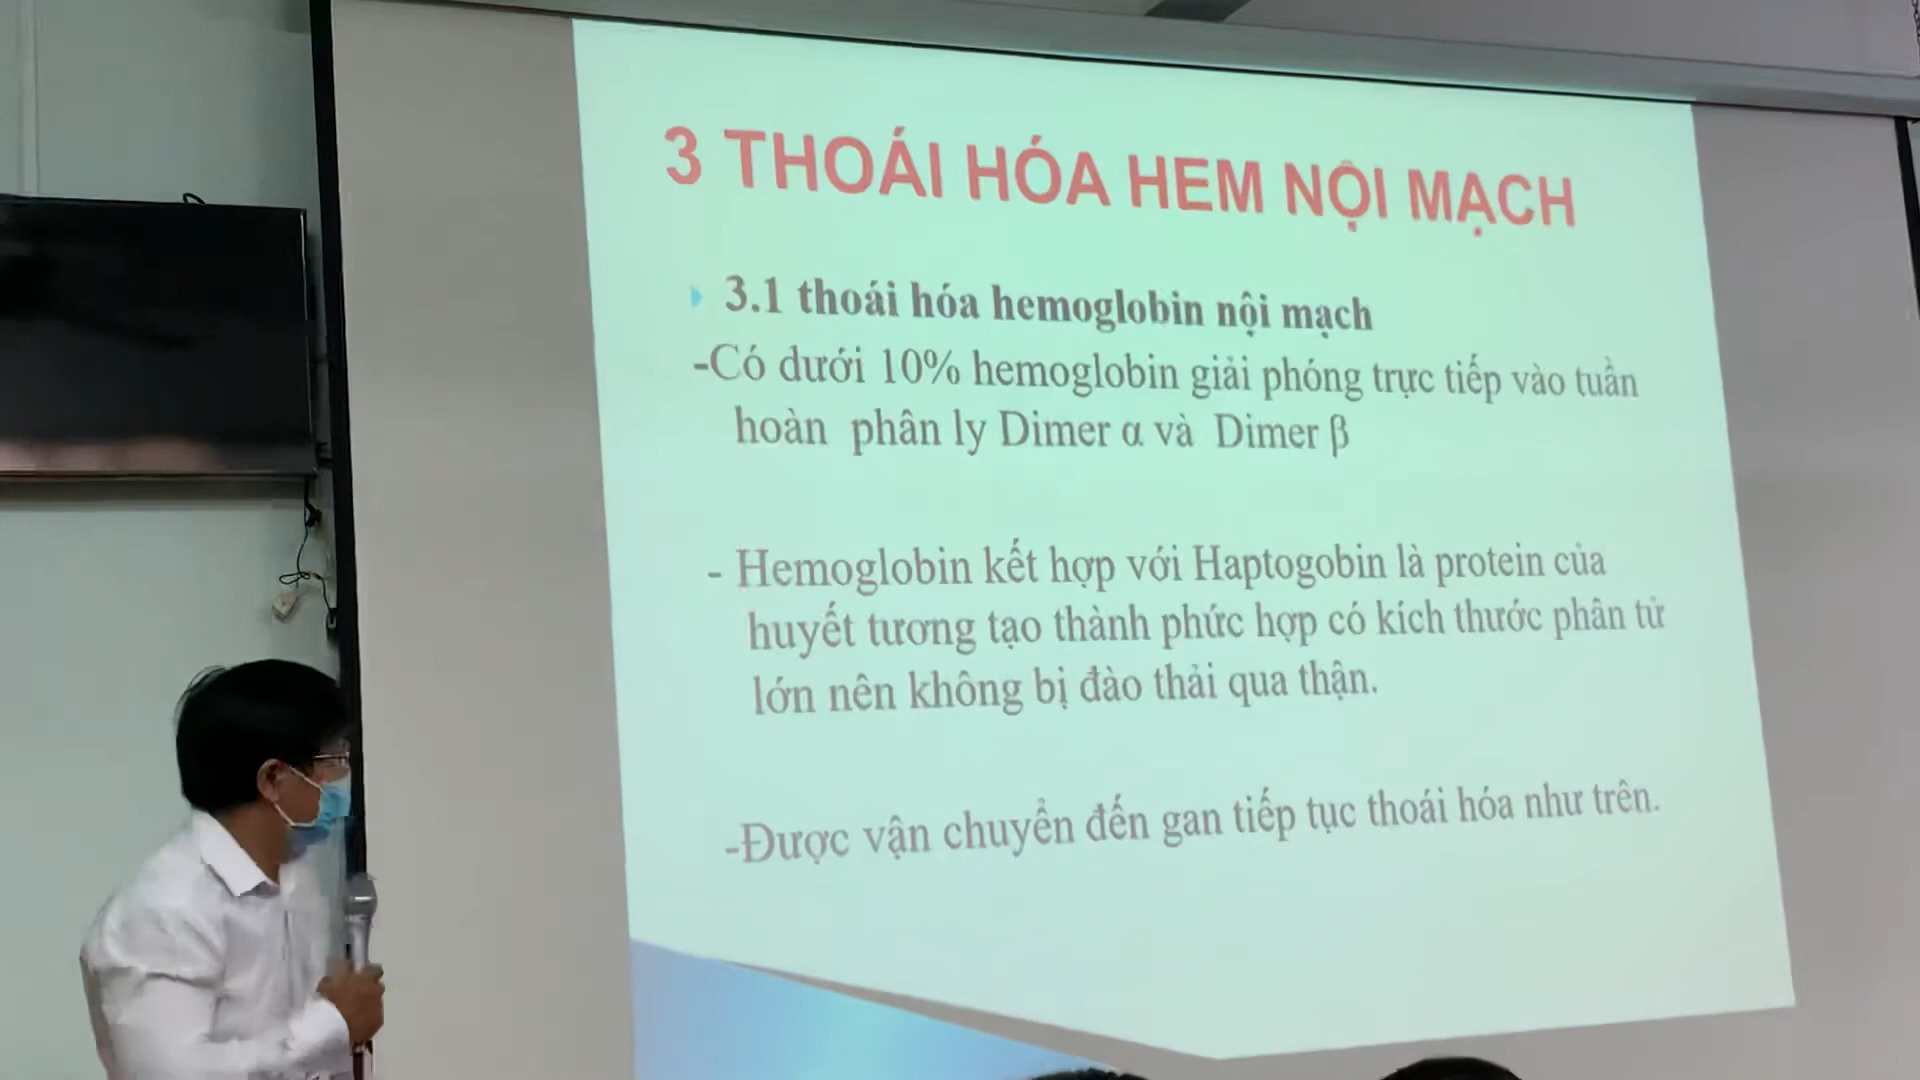 3 THOÁI HÓA HEM NỘI MẠCH
3.1 thoái hóa hemoglobin nội mạch
-Có dưới 10% hemoglobin giải phóng trực tiếp vào tuần
hoàn phân ly Dimer α và Dimer β
- Hemoglobin kết hợp với Haptogobin là protein của
huyết tương tạo thành phức hợp có kích thước phân tử
lớn nên không bị đào thải qua thận.
-Được vận chuyển đến gan tiếp tục thoái hóa như trên.